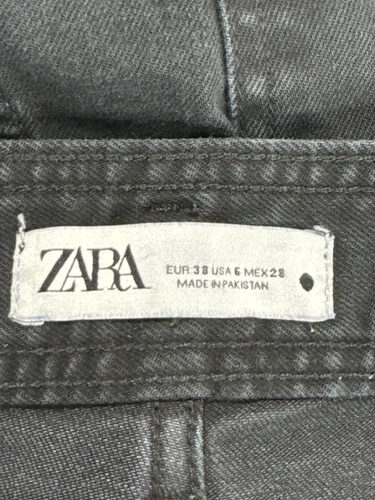 ZARA
EUR 38 USA 6 MEX 28
MADE IN PAKISTAN